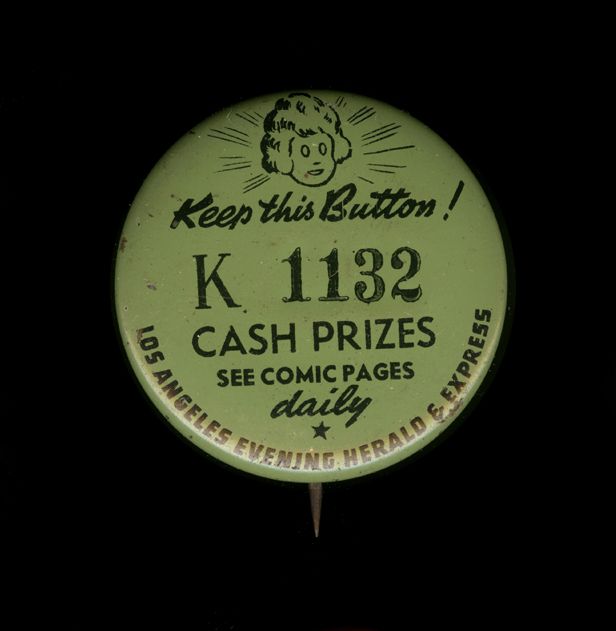 Keep this Button!
K 1132
CASH PRIZES
SEE COMIC PAGES
daily
LOS ANGELES EVENING HERALD & EXPRESS